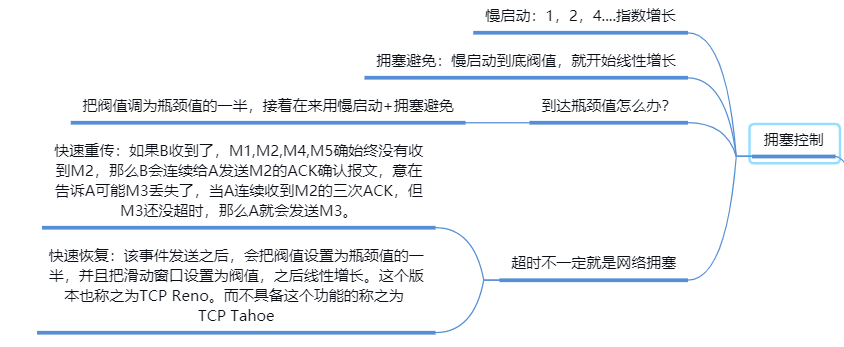 慢启动：1，2，4....指数增长
拥塞避免：慢启动到底阀值，就开始线性增长
把阀值调为瓶颈值的一半，接着在来用慢启动+拥塞避免
到达瓶颈值怎么办？
拥塞控制
快速重传：如果B收到了，M1,M2,M4,M5确始终没有收
到M2，那么B会连续给A发送M2的ACK确认报文，意在
告诉A可能M3丢失了，当A连续收到M2的三次ACK，但
M3还没超时，那么A就会发送M3。
快速恢复：该事件发送之后，会把阀值设置为瓶颈值的一
半，并且把滑动窗口设置为阀值，之后线性增长。这个版
本也称之为TCP Reno。而不具备这个功能的称之为
TCP Tahoe
超时不一定就是网络拥塞